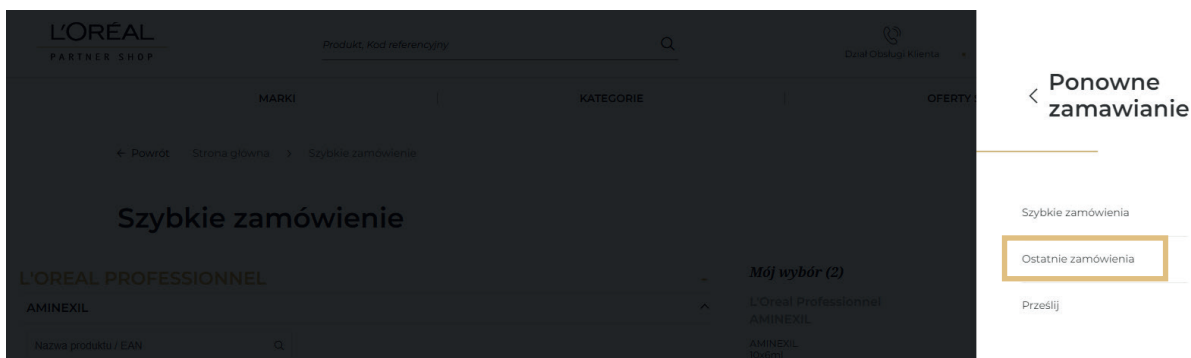 L'ORÉAL
PARTNER SHOP
Produkt, Kod referencyjny
Dział Obsługi Klienta
MARKI
KATEGORIE
OFERTY
← Powrót Strona główna > Szybkie zamówienie
Szybkie zamówienie
L'OREAL PROFESSIONNEL
AMINEXIL
Nazwa produktu / EAN
Mój wybór (2)
L'Oreal Professionnel
AMINEXIL
AMINEXIL
10x6ml
Ponowne
zamawianie
Szybkie zamówienia
Ostatnie zamówienia
Prześlij